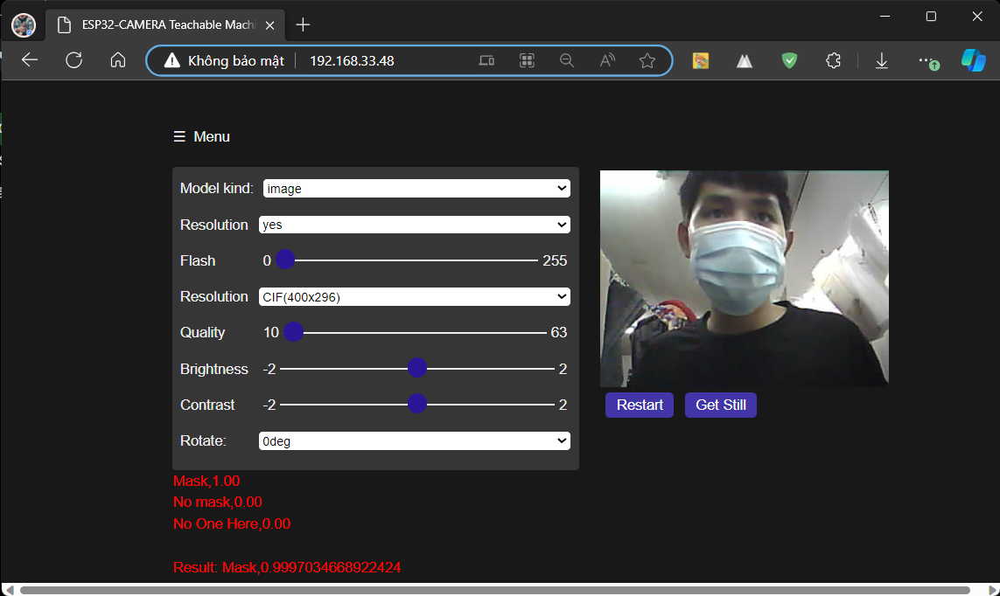 ESP32-CAMERA Teachable Machi
Không bảo mật 192.168.33.48
☰ Menu
Model kind: image
Resolution yes
Flash 0 255
Resolution CIF(400x296)
Quality 10 63
Brightness -2 2
Contrast -2 2
Rotate: 0deg
Restart Get Still
Mask,1.00
No mask,0.00
No One Here,0.00
Result: Mask,0.9997034668922424